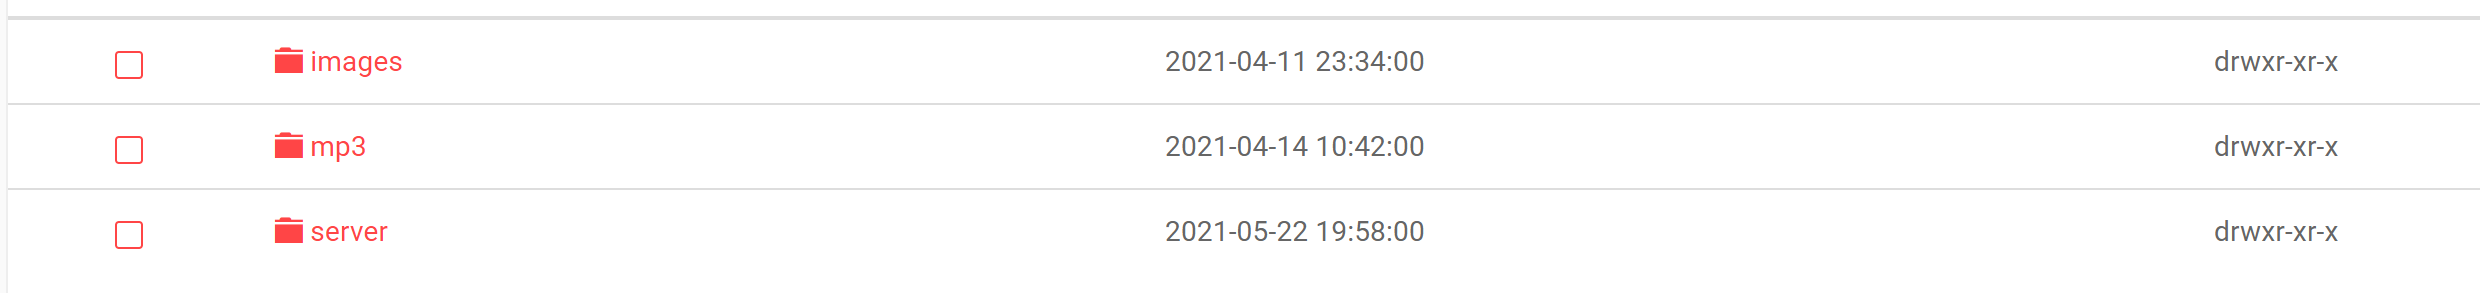 images 2021-04-11 23:34:00 drwxr-xr-x
mp3 2021-04-14 10:42:00 drwxr-xr-x
server 2021-05-22 19:58:00 drwxr-xr-x